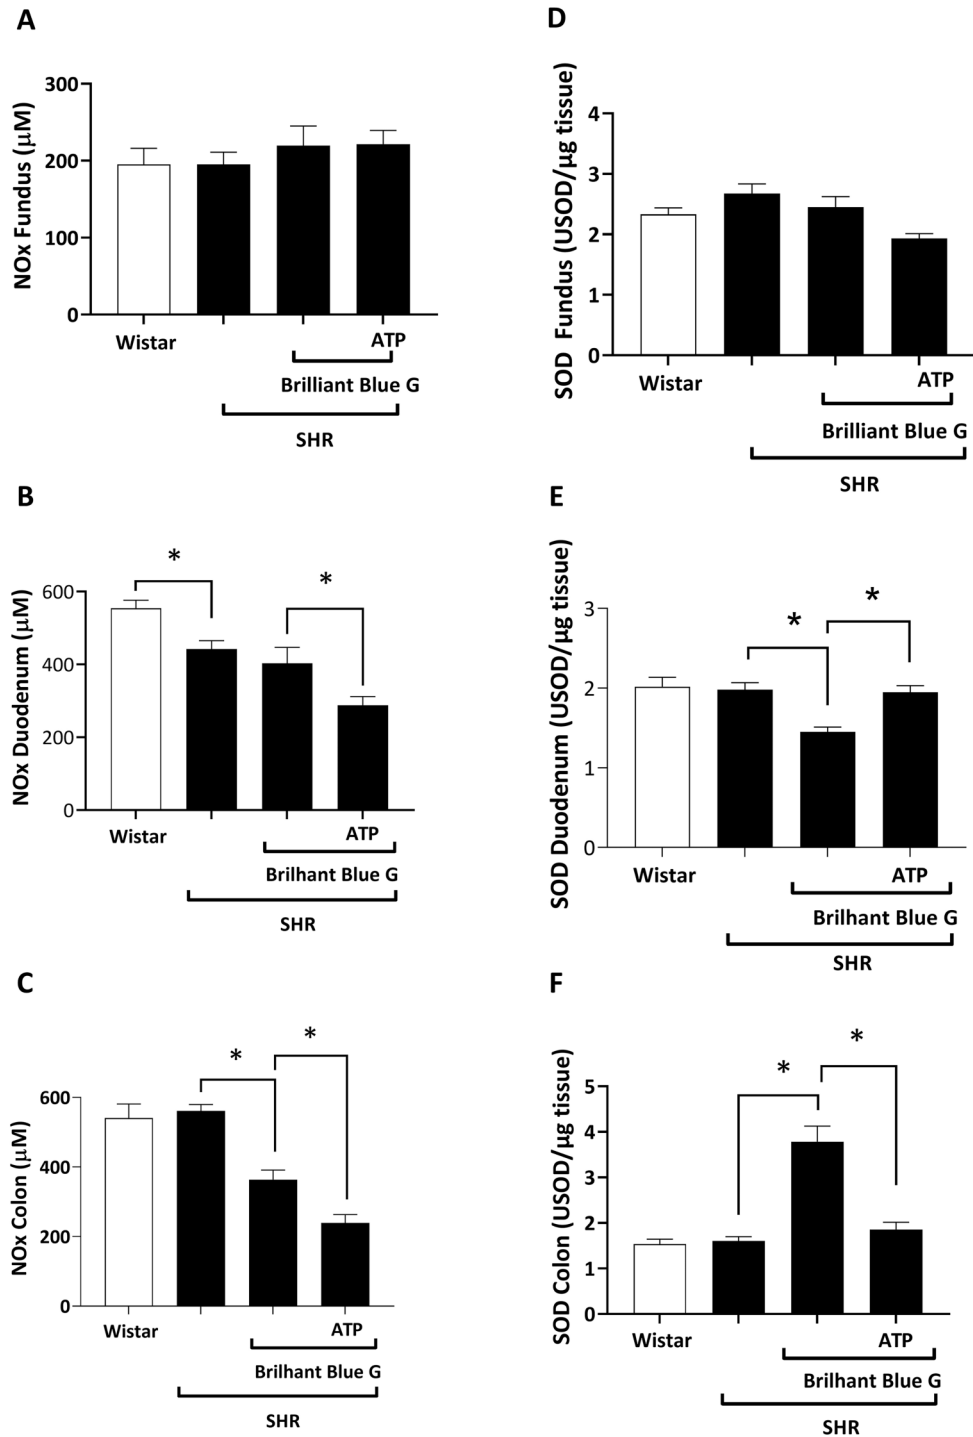 A
NOx Fundus (μM)
300
200
100
0
Wistar
ATP
Brilliant Blue G
SHR
D
SOD Fundus (USOD/μg tissue)
4
3
2
1
0
Wistar
ATP
Brilliant Blue G
SHR
B
NOx Duodenum (μM)
600
400
200
0
*
*
Wistar
ATP
Brilhant Blue G
SHR
E
SOD Duodenum (USOD/μg tissue)
3
2
1
0
*
*
Wistar
ATP
Brilhant Blue G
SHR
C
NOx Colon (μM)
600
400
200
0
*
*
Wistar
ATP
Brilhant Blue G
SHR
F
SOD Colon (USOD/μg tissue)
5
4
3
2
1
0
*
*
Wistar
ATP
Brilhant Blue G
SHR